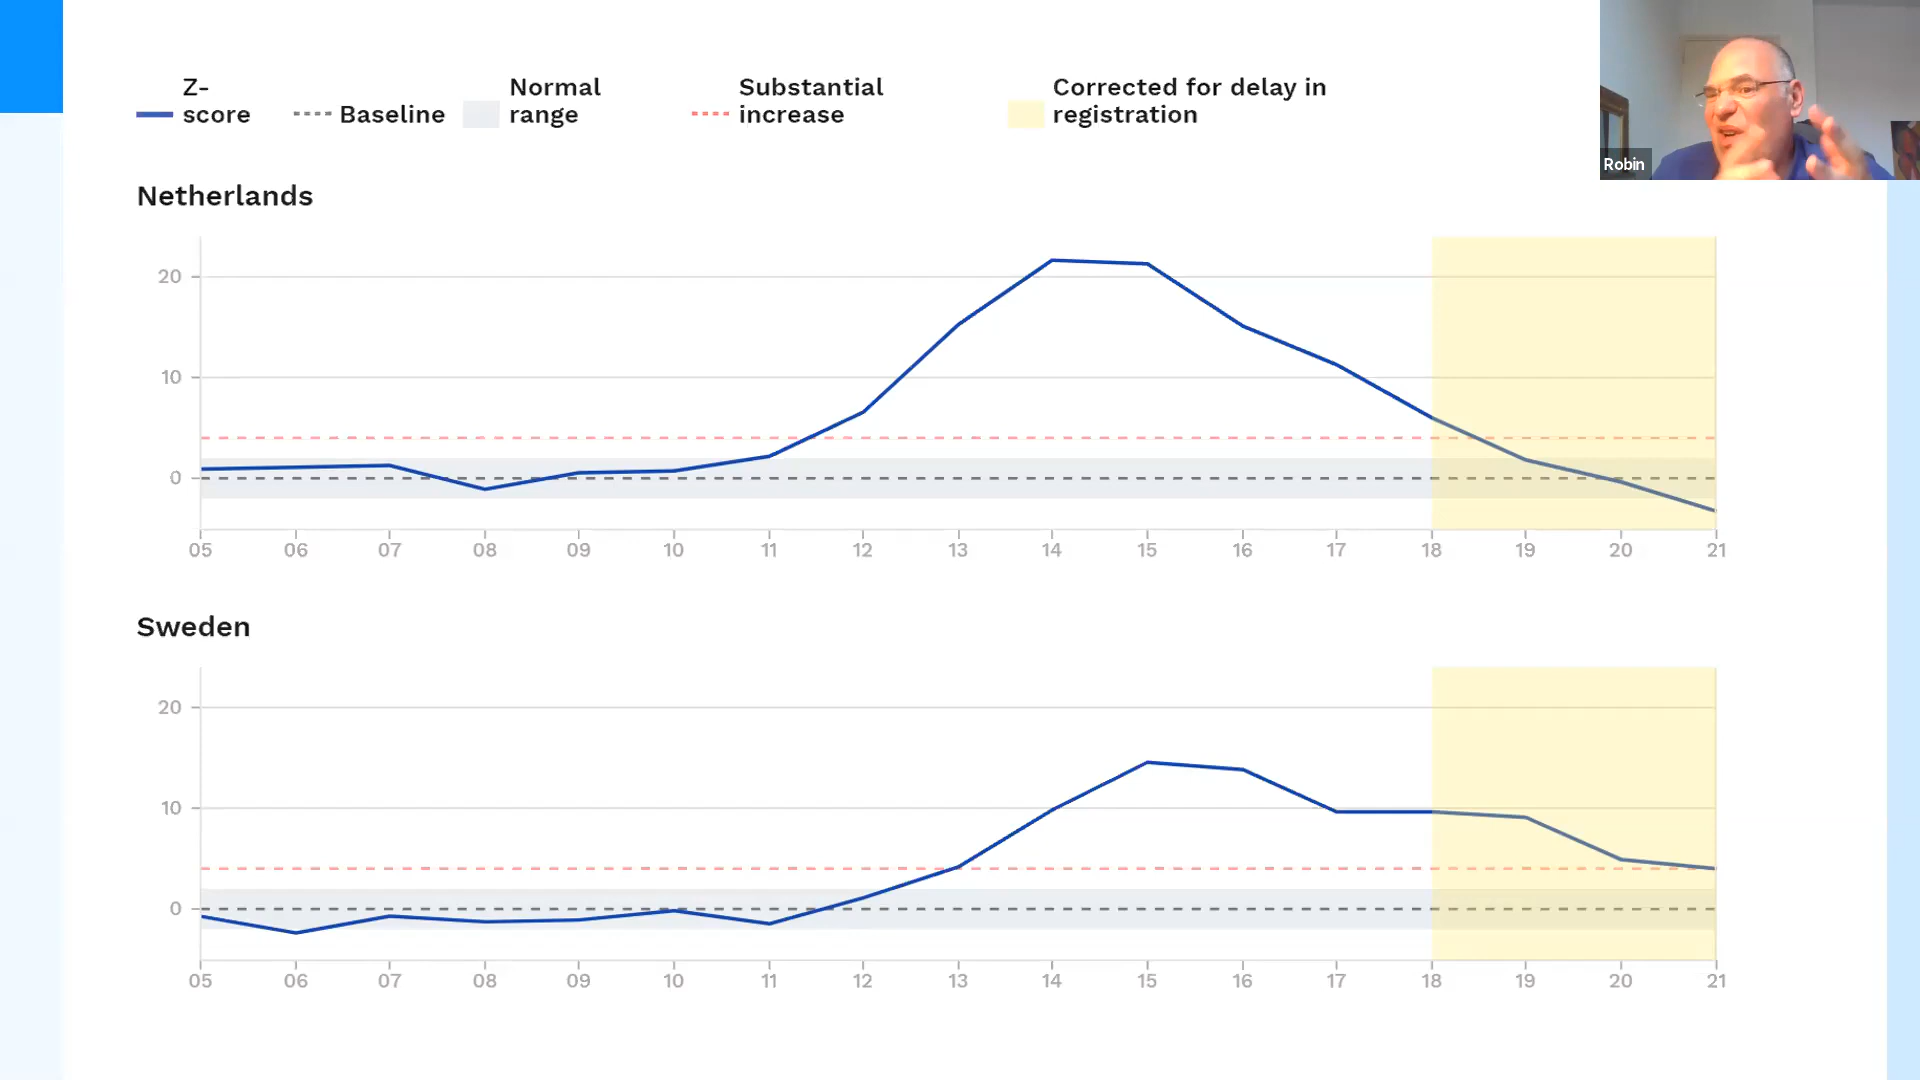 Z-score
Baseline
Normal range
Substantial increase
Corrected for delay in registration
Robin
Netherlands
20
10
0
05 06 07 08 09 10 11 12 13 14 15 16 17 18 19 20 21
Sweden
20
10
0
05 06 07 08 09 10 11 12 13 14 15 16 17 18 19 20 21